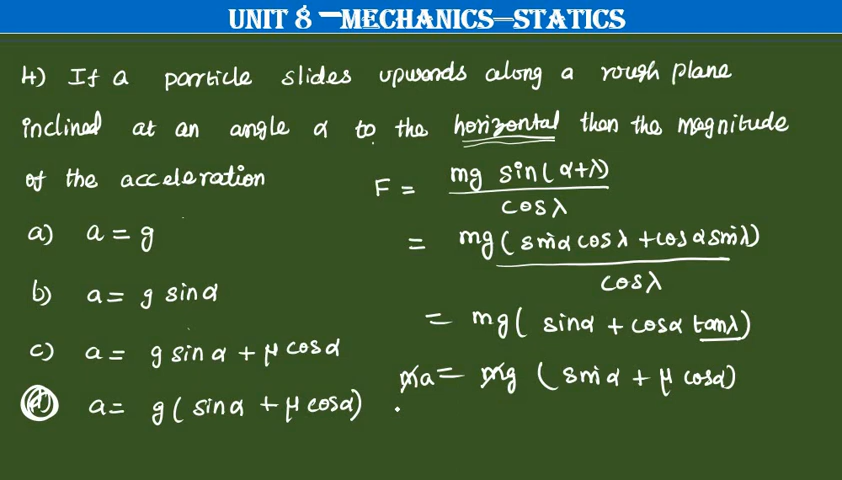 UNIT 8 – MECHANICS–STATICS
4) If a particle slides upwards along a rough plane
inclined at an angle α to the horizontal then the magnitude
of the acceleration
a) a = g
b) a = g sinα
c) a = g sinα + μ cosα
d) a = g ( sinα + μ cosα)
F = mg sin(α+λ) / cosλ
= mg( sinα cosλ + cosα sinλ) / cosλ
= mg( sinα + cosα tanλ)
ma = mg ( sinα + μ cosα)